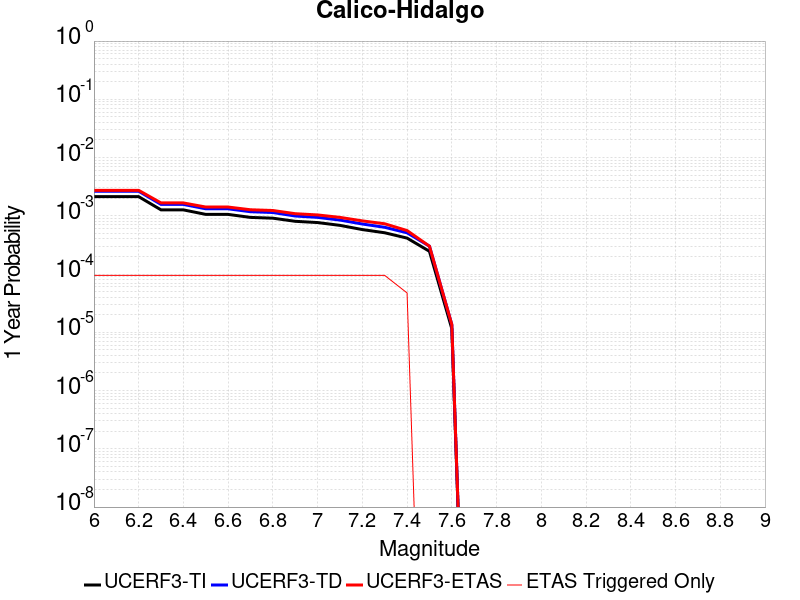 Calico-Hidalgo
10^0
10^-1
10^-2
10^-3
10^-4
10^-5
10^-6
10^-7
10^-8
1 Year Probability
6 6.2 6.4 6.6 6.8 7 7.2 7.4 7.6 7.8 8 8.2 8.4 8.6 8.8 9
Magnitude
UCERF3-TI UCERF3-TD UCERF3-ETAS ETAS Triggered Only